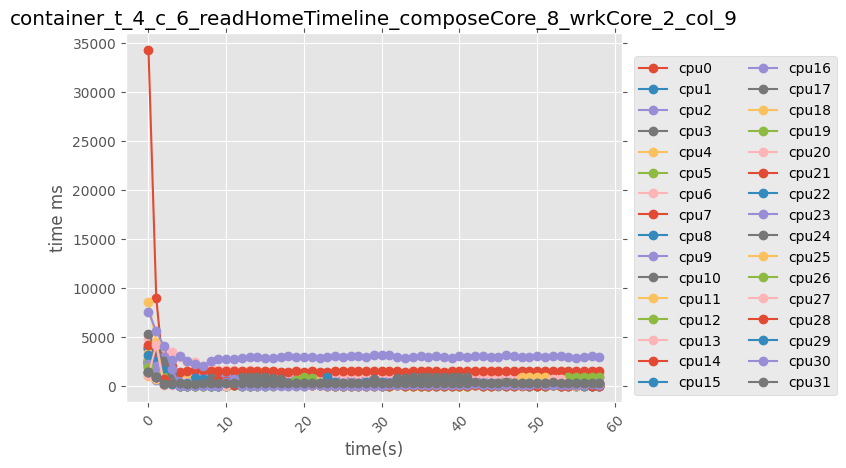 container_t_4_c_6_readHomeTimeline_composeCore_8_wrkCore_2_col_9
time ms
35000
30000
25000
20000
15000
10000
5000
0
0
10
20
30
40
50
60
time(s)
cpu0
cpu1
cpu2
cpu3
cpu4
cpu5
cpu6
cpu7
cpu8
cpu9
cpu10
cpu11
cpu12
cpu13
cpu14
cpu15
cpu16
cpu17
cpu18
cpu19
cpu20
cpu21
cpu22
cpu23
cpu24
cpu25
cpu26
cpu27
cpu28
cpu29
cpu30
cpu31